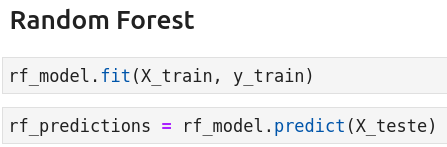 Random Forest
rf_model.fit(X_train, y_train)
rf_predictions = rf_model.predict(X_teste)